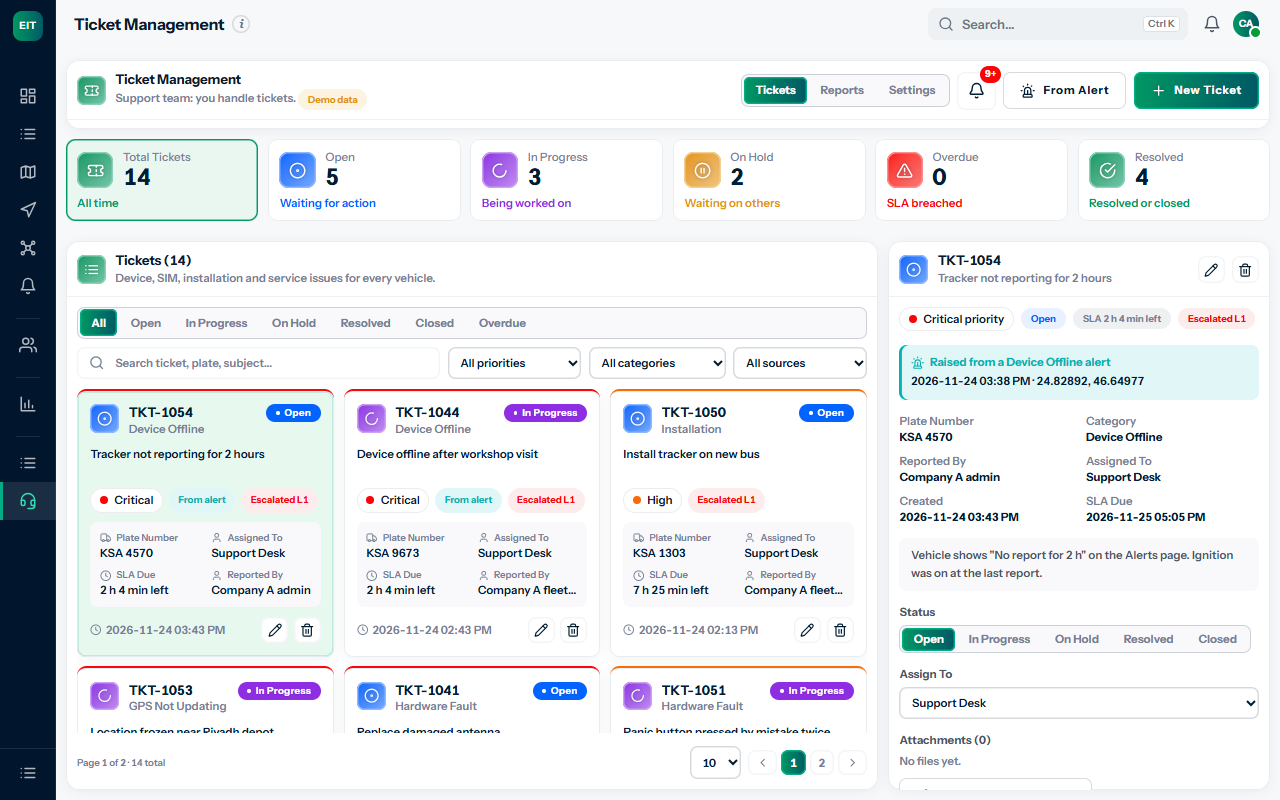 EIT
Ticket Management
i
Search...
Ctrl K
CA
Ticket Management
Support team: you handle tickets.
Demo data
Tickets
Reports
Settings
9+
From Alert
New Ticket
Total Tickets
14
All time
Open
5
Waiting for action
In Progress
3
Being worked on
On Hold
2
Waiting on others
Overdue
0
SLA breached
Resolved
4
Resolved or closed
Tickets (14)
Device, SIM, installation and service issues for every vehicle.
All
Open
In Progress
On Hold
Resolved
Closed
Overdue
Search ticket, plate, subject...
All priorities
All categories
All sources
TKT-1054
Open
Device Offline
Tracker not reporting for 2 hours
Critical
From alert
Escalated L1
Plate Number
KSA 4570
Assigned To
Support Desk
SLA Due
2 h 4 min left
Reported By
Company A admin
2026-11-24 03:43 PM
TKT-1044
In Progress
Device Offline
Device offline after workshop visit
Critical
From alert
Escalated L1
Plate Number
KSA 9673
Assigned To
Support Desk
SLA Due
2 h 4 min left
Reported By
Company A fleet...
2026-11-24 02:43 PM
TKT-1050
Open
Installation
Install tracker on new bus
High
Escalated L1
Plate Number
KSA 1303
Assigned To
Support Desk
SLA Due
7 h 25 min left
Reported By
Company A fleet...
2026-11-24 02:13 PM
TKT-1053
In Progress
GPS Not Updating
Location frozen near Riyadh depot
TKT-1041
Open
Hardware Fault
Replace damaged antenna
TKT-1051
In Progress
Hardware Fault
Panic button pressed by mistake twice
Page 1 of 2 · 14 total
10
1
2
TKT-1054
Tracker not reporting for 2 hours
Critical priority
Open
SLA 2 h 4 min left
Escalated L1
Raised from a Device Offline alert
2026-11-24 03:38 PM · 24.82892, 46.64977
Plate Number
KSA 4570
Category
Device Offline
Reported By
Company A admin
Assigned To
Support Desk
Created
2026-11-24 03:43 PM
SLA Due
2026-11-25 05:05 PM
Vehicle shows "No report for 2 h" on the Alerts page. Ignition
was on at the last report.
Status
Open
In Progress
On Hold
Resolved
Closed
Assign To
Support Desk
Attachments (0)
No files yet.